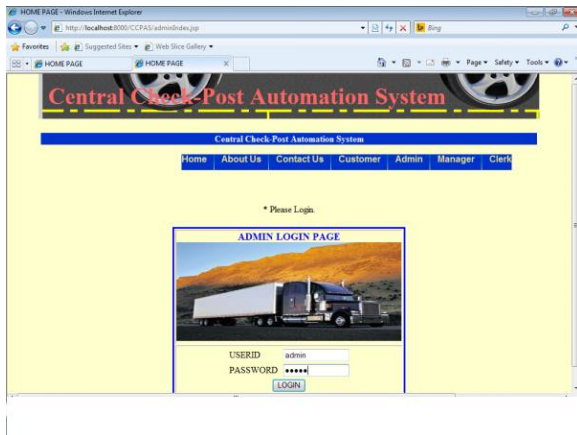 HOME PAGE - Windows Internet Explorer
http://localhost:8000/CCPAS/adminIndex.jsp
Bing
Favorites Suggested Sites Web Slice Gallery
HOME PAGE HOME PAGE X Page Safety Tools
Central Check-Post Automation System
Central Check-Post Automation System
Home About Us Contact Us Customer Admin Manager Clerk
* Please Login.
ADMIN LOGIN PAGE
USERID admin
PASSWORD •••••
LOGIN